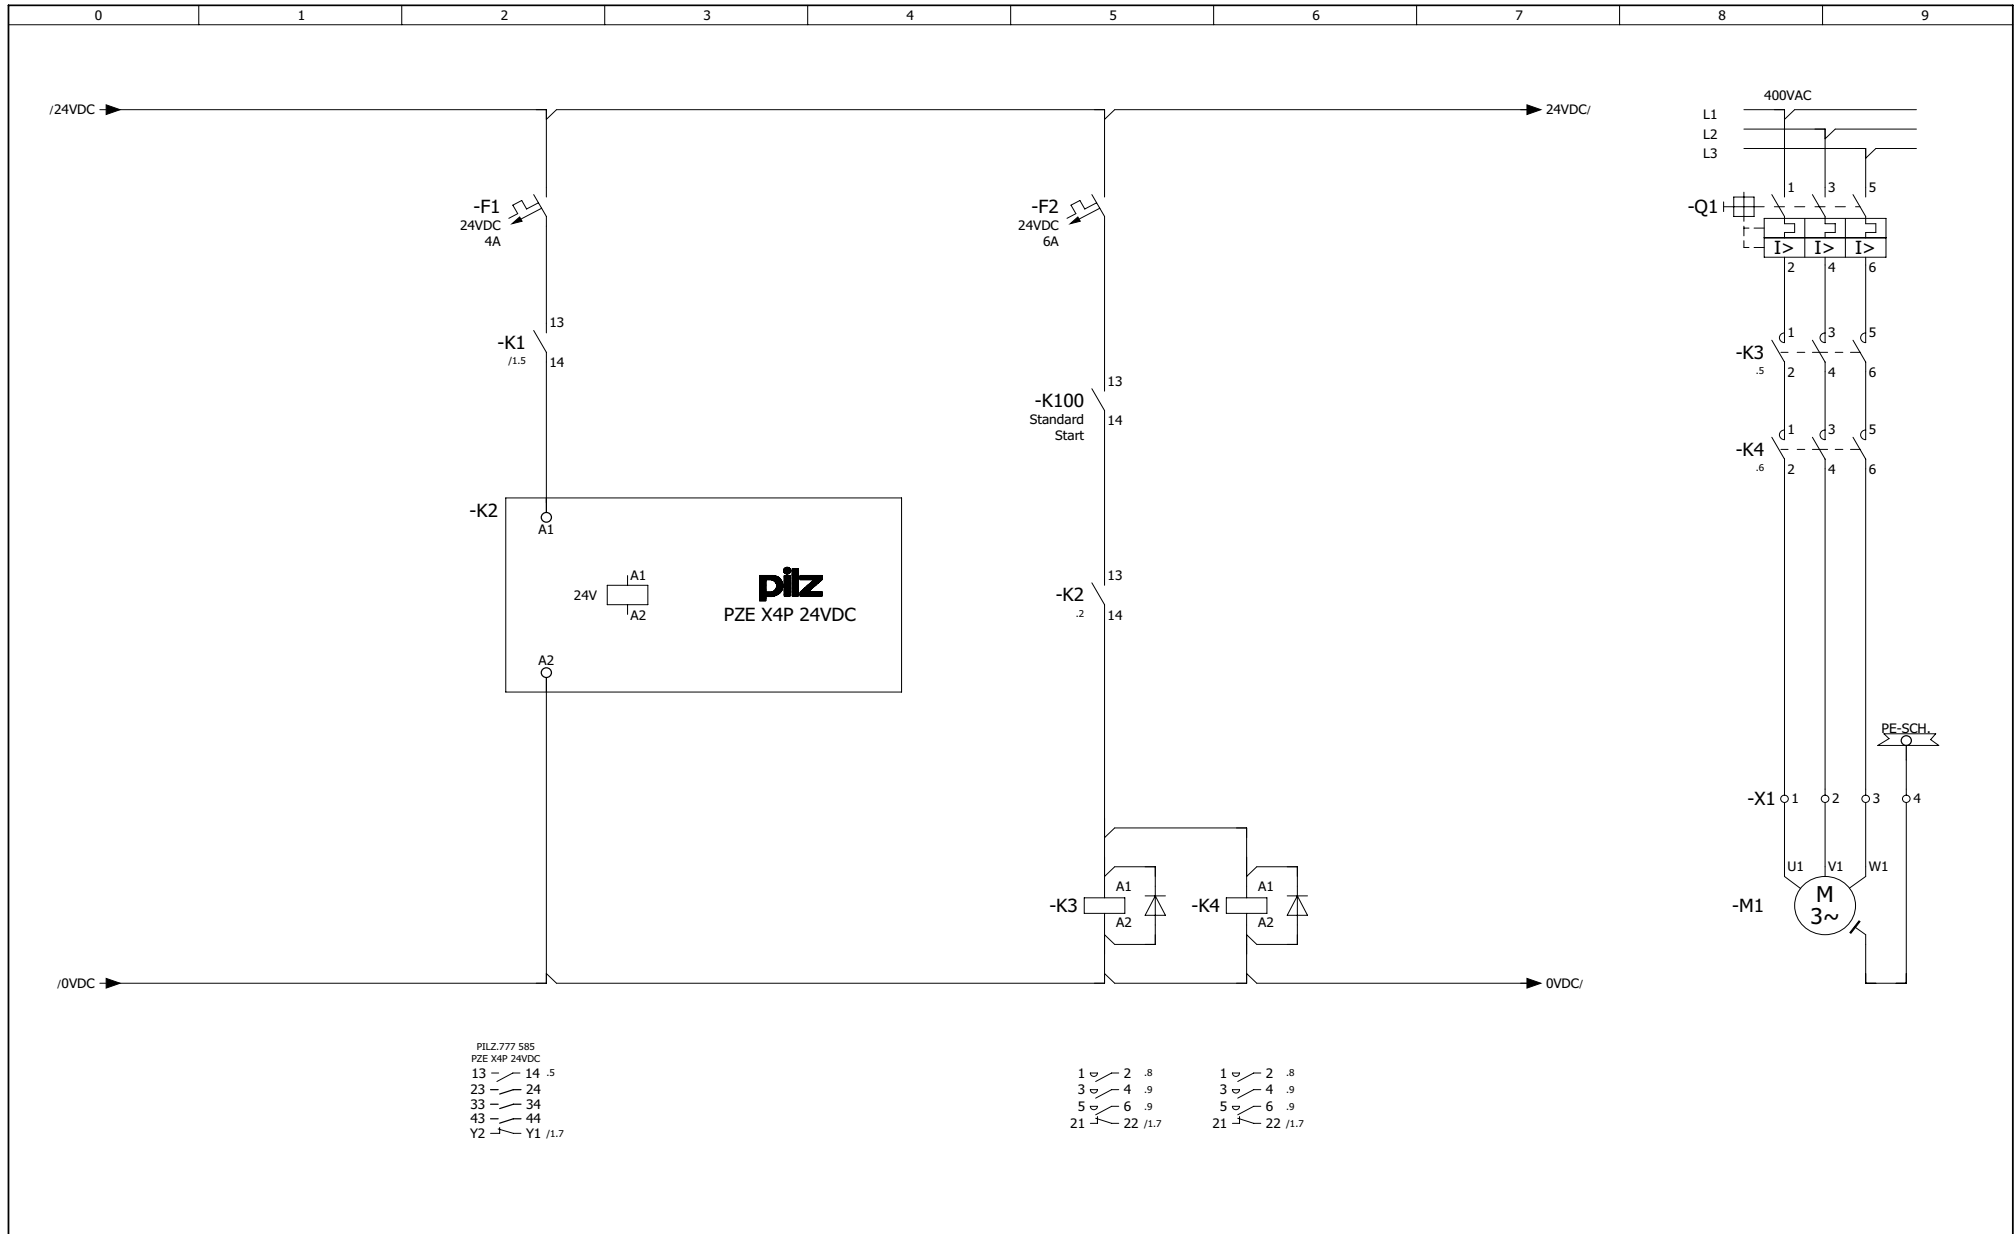 0 1 2 3 4 5 6 7 8 9
/24VDC
24VDC/
400VAC
L1
L2
L3
-F1
24VDC
4A
-F2
24VDC
6A
1 3 5
-Q1
I> I> I>
2 4 6
13
-K1
/1.5
14
1 3 5
-K3
.5
2 4 6
13
-K100
Standard
Start
14
1 3 5
-K4
.6
2 4 6
-K2
A1
A1
24V
A2
pilz
PZE X4P 24VDC
A2
13
-K2
.2
14
PE-SCH.
-X1 1 2 3 4
U1 V1 W1
-K3
A1
A2
-K4
A1
A2
-M1
M
3~
/0VDC
0VDC/
PILZ.777 585
PZE X4P 24VDC
13 14 .5
23 24
33 34
43 44
Y2 Y1 /1.7
1 2 .8
3 4 .9
5 6 .9
21 22 /1.7
1 2 .8
3 4 .9
5 6 .9
21 22 /1.7